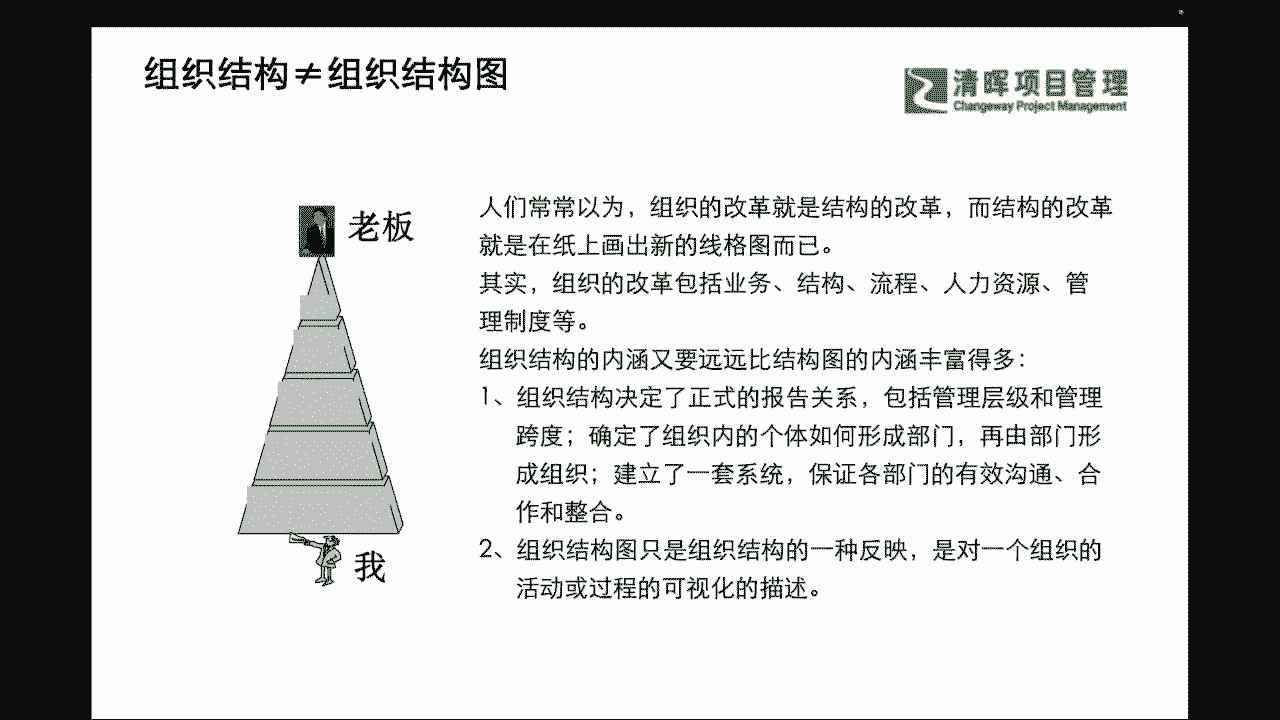 组织结构≠组织结构图
清晖项目管理
Changeway Project Management
老板
我
人们常常以为，组织的改革就是结构的改革，而结构的改革
就是在纸上画出新的线格图而已。
其实，组织的改革包括业务、结构、流程、人力资源、管
理制度等。
组织结构的内涵又要远远比结构图的内涵丰富得多：
1、组织结构决定了正式的报告关系，包括管理层级和管理
跨度；确定了组织内的个体如何形成部门，再由部门形
成组织；建立了一套系统，保证各部门的有效沟通、合
作和整合。
2、组织结构图只是组织结构的一种反映，是对一个组织的
活动或过程的可视化的描述。